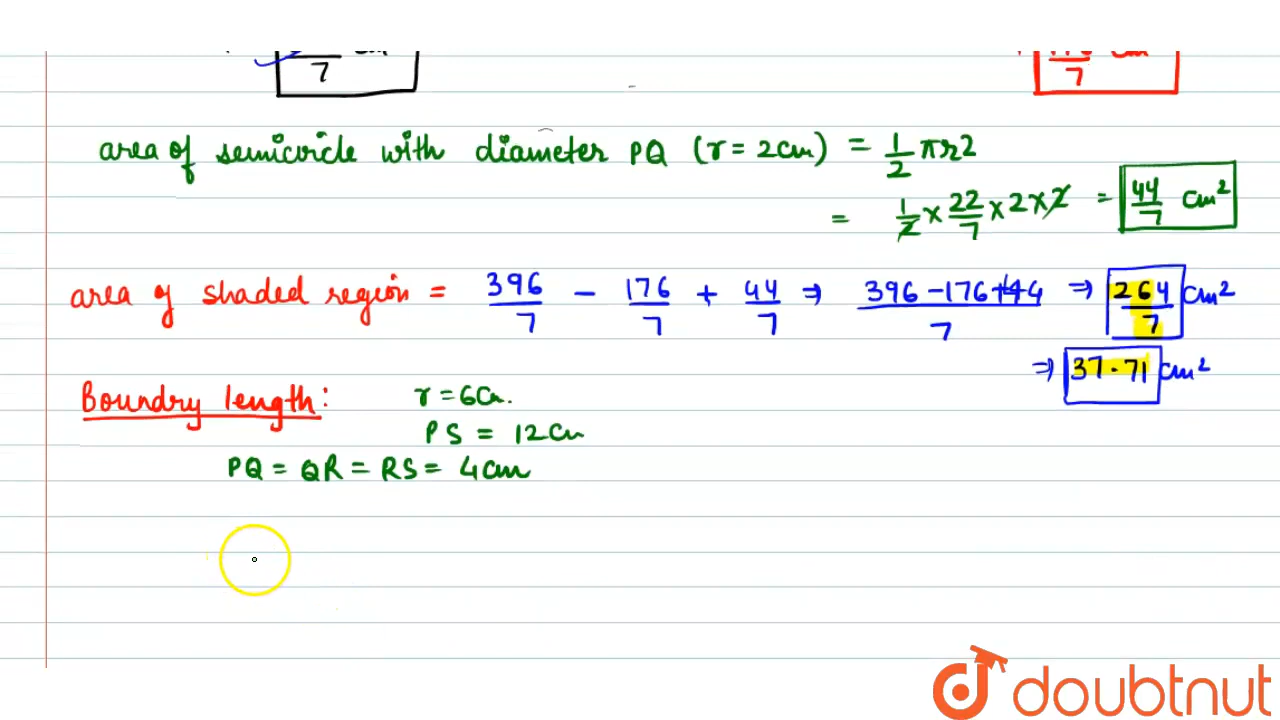 7
7
area of semicircle with diameter PQ (r = 2cm) = 1/2 πr2
= 1/2 × 22/7 × 2 × 2 = 44/7 cm²
area of shaded region = 396/7 - 176/7 + 44/7 ⇒ 396-176+44/7 ⇒ 264/7 cm²
⇒ 37.71 cm²
Boundry length:
r = 6cm.
PS = 12cm
PQ = QR = RS = 4cm
doubtnut